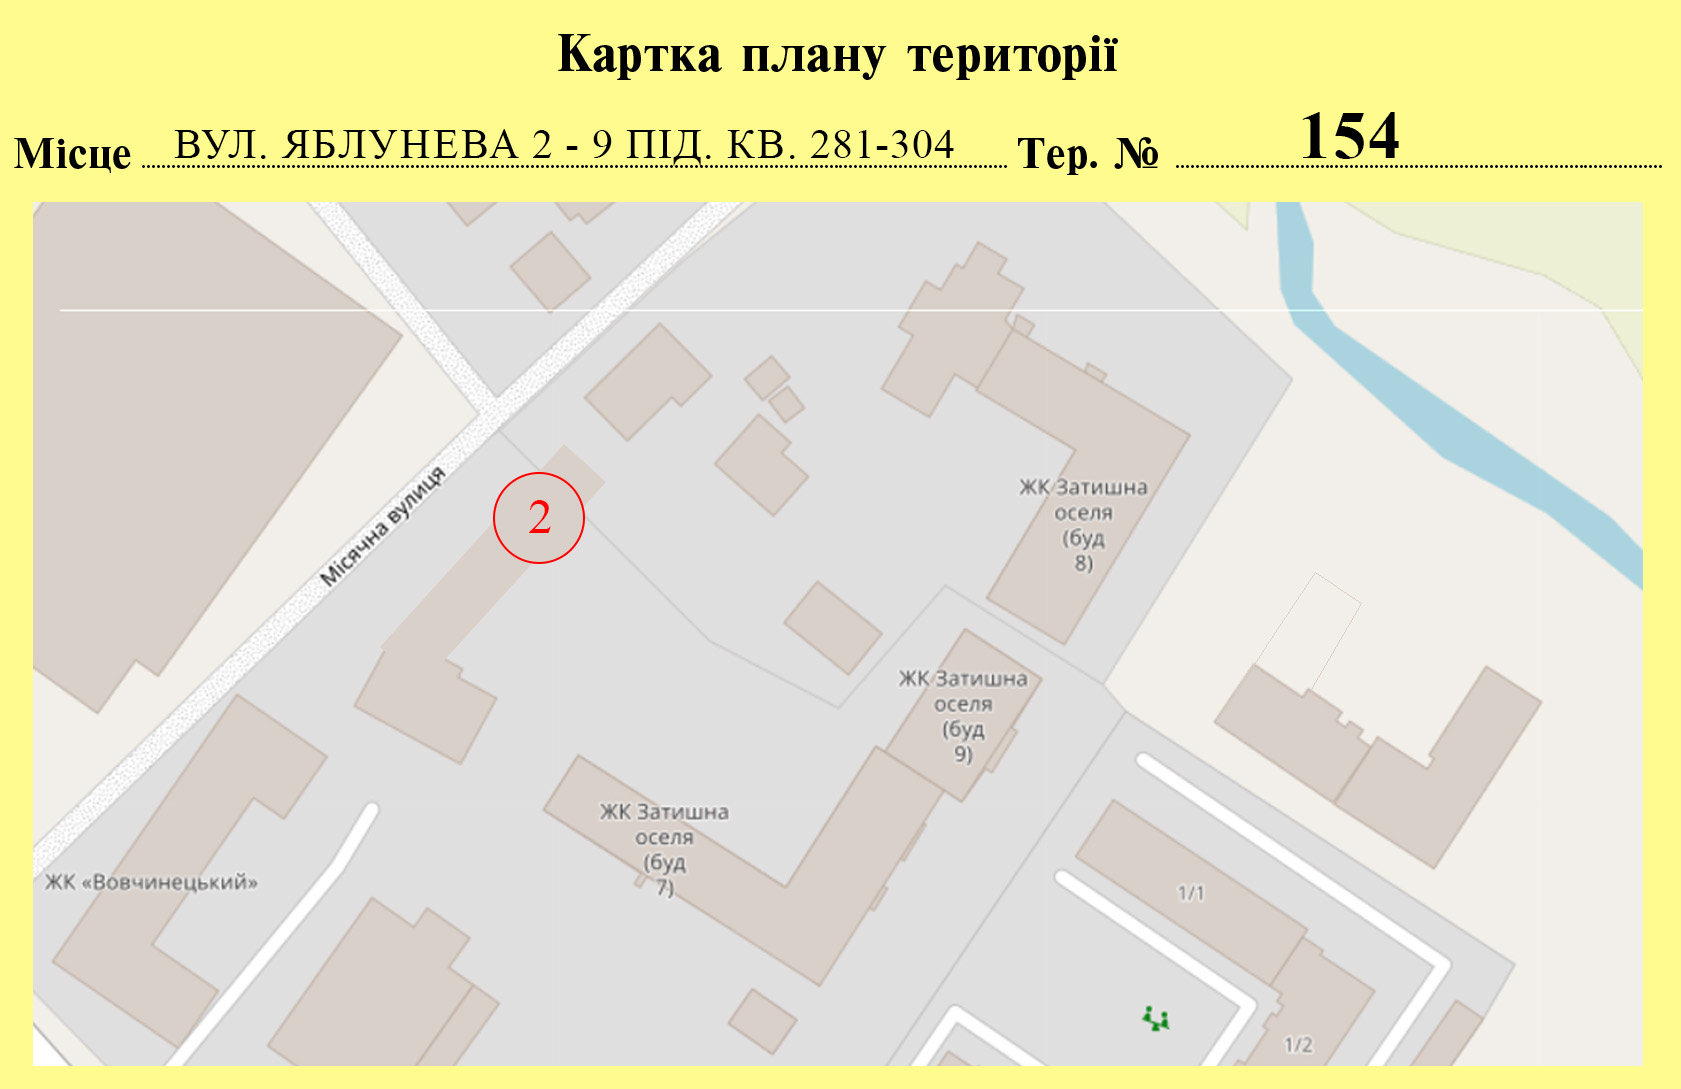 Картка плану території
Місце ВУЛ. ЯБЛУНЕВА 2 - 9 ПІД. КВ. 281-304 Тер. № 154
Місячна вулиця
2
ЖК Затишна
оселя
(буд
8)
ЖК Затишна
оселя
(буд
9)
ЖК Затишна
оселя
(буд
7)
ЖК «Вовчинецький»
1/1
1/2